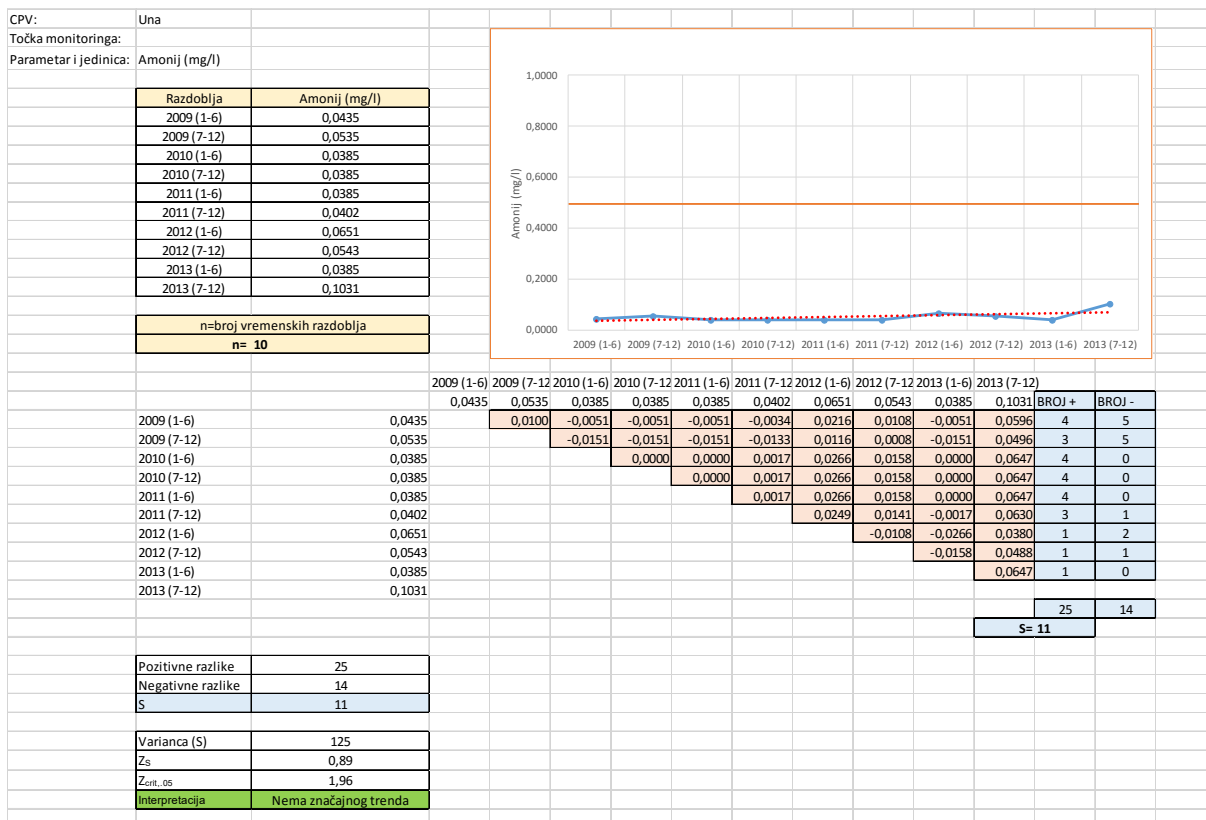 CPV: Una
Točka monitoringa:
Parametar i jedinica: Amonij (mg/l)
Razdoblja Amonij (mg/l)
2009 (1-6) 0,0435
2009 (7-12) 0,0535
2010 (1-6) 0,0385
2010 (7-12) 0,0385
2011 (1-6) 0,0385
2011 (7-12) 0,0402
2012 (1-6) 0,0651
2012 (7-12) 0,0543
2013 (1-6) 0,0385
2013 (7-12) 0,1031
n=broj vremenskih razdoblja
n= 10
1,0000
0,8000
0,6000
0,4000
0,2000
0,0000
Amonij (mg/l)
2009 (1-6) 2009 (7-12) 2010 (1-6) 2010 (7-12) 2011 (1-6) 2011 (7-12) 2012 (1-6) 2012 (7-12) 2013 (1-6) 2013 (7-12)
2009 (1-6) 2009 (7-12 2010 (1-6) 2010 (7-12 2011 (1-6) 2011 (7-12 2012 (1-6) 2012 (7-12 2013 (1-6) 2013 (7-12)
0,0435 0,0535 0,0385 0,0385 0,0385 0,0402 0,0651 0,0543 0,0385 0,1031 BROJ + BROJ -
2009 (1-6) 0,0435 0,0100 -0,0051 -0,0051 -0,0051 -0,0034 0,0216 0,0108 -0,0051 0,0596 4 5
2009 (7-12) 0,0535 -0,0151 -0,0151 -0,0151 -0,0133 0,0116 0,0008 -0,0151 0,0496 3 5
2010 (1-6) 0,0385 0,0000 0,0000 0,0017 0,0266 0,0158 0,0000 0,0647 4 0
2010 (7-12) 0,0385 0,0000 0,0017 0,0266 0,0158 0,0000 0,0647 4 0
2011 (1-6) 0,0385 0,0017 0,0266 0,0158 0,0000 0,0647 4 0
2011 (7-12) 0,0402 0,0249 0,0141 -0,0017 0,0630 3 1
2012 (1-6) 0,0651 -0,0108 -0,0266 0,0380 1 2
2012 (7-12) 0,0543 -0,0158 0,0488 1 1
2013 (1-6) 0,0385 0,0647 1 0
2013 (7-12) 0,1031
25 14
S= 11
Pozitivne razlike 25
Negativne razlike 14
S 11
Varianca (S) 125
Zs 0,89
Zcrit,.05 1,96
Interpretacija Nema značajnog trenda